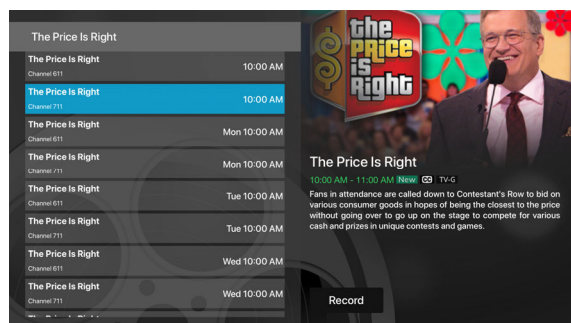 The Price Is Right
The Price Is Right
10:00 AM
Channel 611
The Price Is Right
10:00 AM
Channel 711
The Price Is Right
Mon 10:00 AM
Channel 611
The Price Is Right
Mon 10:00 AM
Channel 711
The Price Is Right
Tue 10:00 AM
Channel 611
The Price Is Right
Tue 10:00 AM
Channel 711
The Price Is Right
Wed 10:00 AM
Channel 611
The Price Is Right
Wed 10:00 AM
Channel 711
the
PRiCe
is
Right
The Price Is Right
10:00 AM - 11:00 AM New CC TV-G
Fans in attendance are called down to Contestant's Row to bid on
various consumer goods in hopes of being the closest to the price
without going over to go up on the stage to compete for various
cash and prizes in unique contests and games.
Record